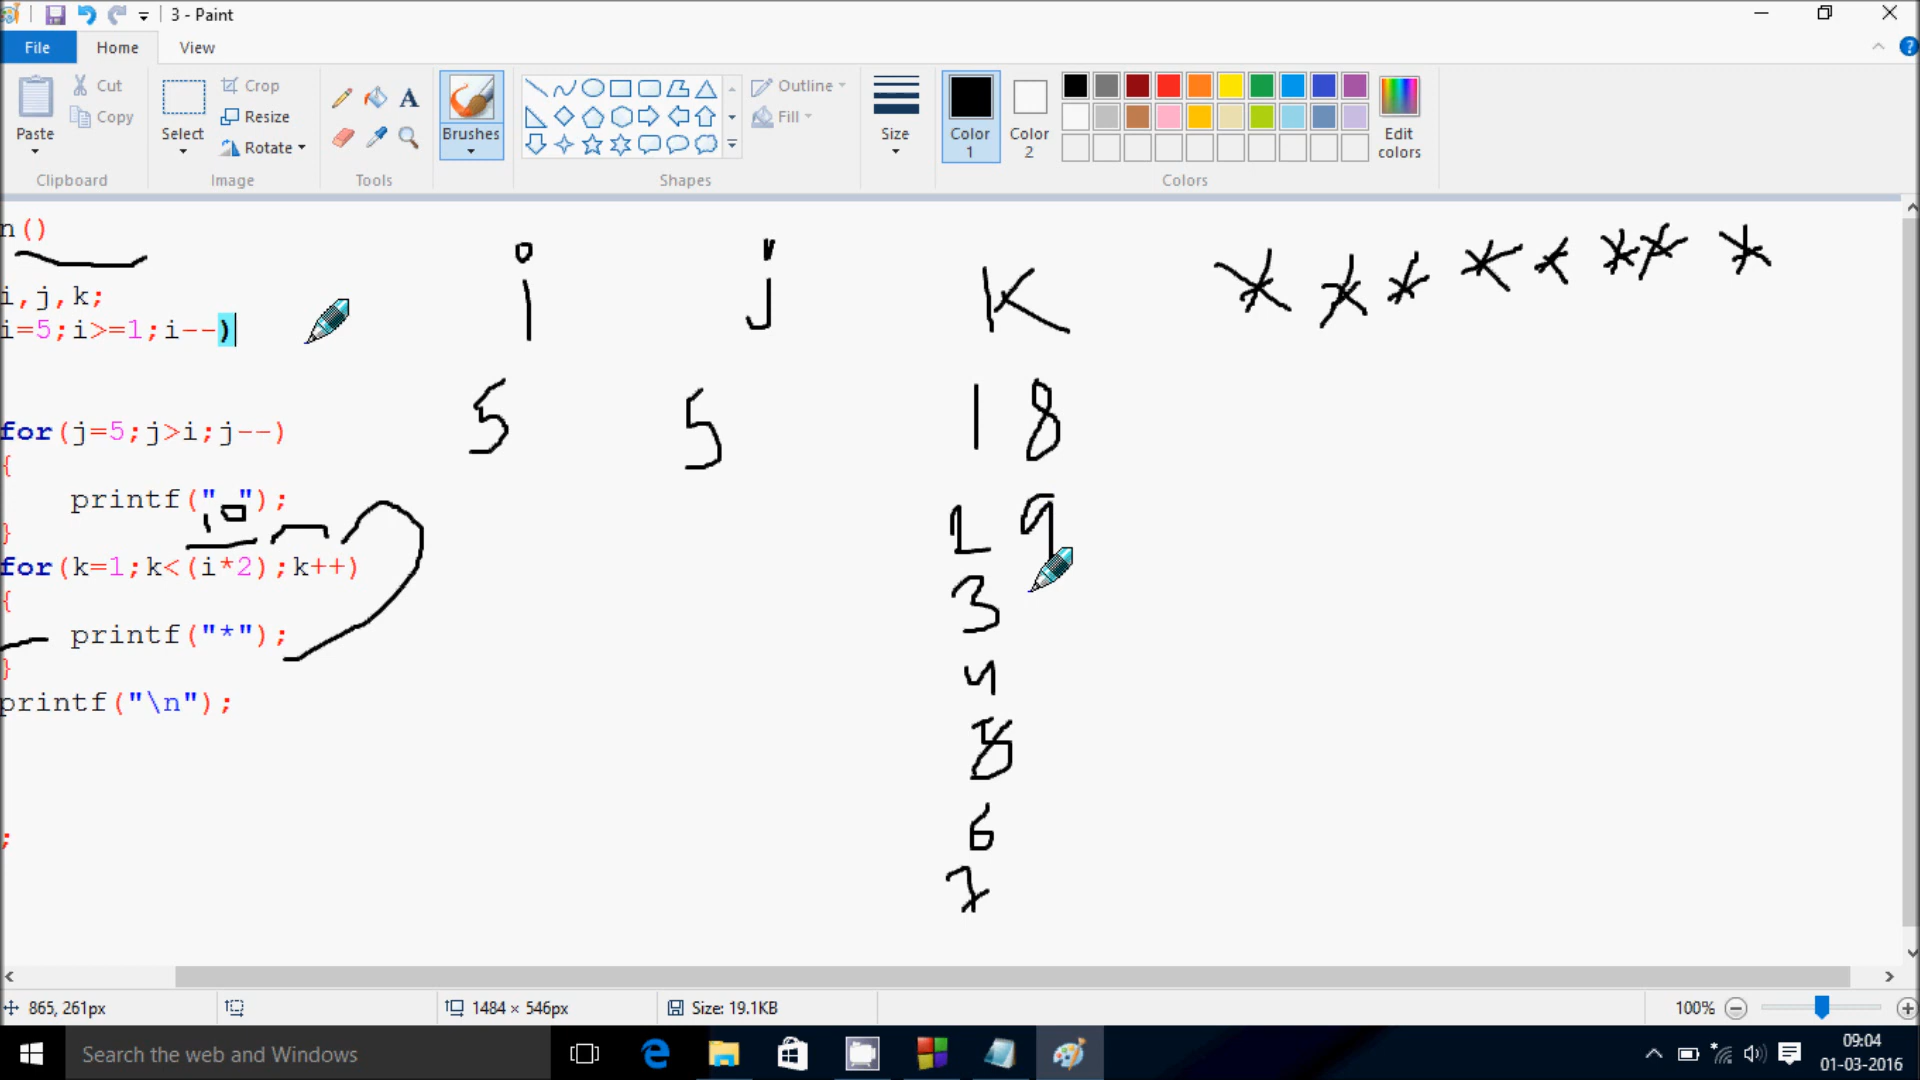 3 - Paint
File Home View
Paste
Cut
Copy
Clipboard
Select
Crop
Resize
Rotate
Image
Tools
Brushes
Shapes
Outline
Fill
Size
Color 1
Color 2
Edit colors
Colors
n()
i,j,k;
i=5;i>=1;i--)
for(j=5;j>i;j--)
{
printf(" ");
}
10
for(k=1;k<(i*2);k++)
{
printf("*");
}
printf("\n");
;
i j K * * * * * * * *
5 5 1 8
2 9
3
4
5
6
7
865, 261px
1484 × 546px
Size: 19.1KB
100%
Search the web and Windows
09:04
01-03-2016